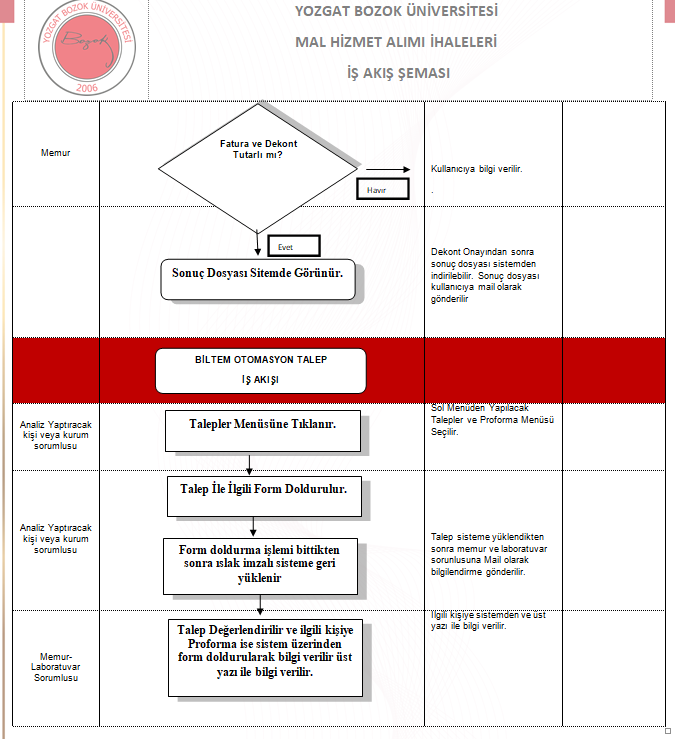 YOZGAT BOZOK ÜNİVERSİTESİ
MAL HİZMET ALIMI İHALELERİ
İŞ AKIŞ ŞEMASI
YOZGAT BOZOK ÜNİVERSİTESİ
Bozok
2006
Memur
Fatura ve Dekont
Tutarlı mı?
Hayır
Kullanıcıya bilgi verilir.
.
Evet
Sonuç Dosyası Sitemde Görünür.
Dekont Onayından sonra
sonuç dosyası sistemden
indirilebilir. Sonuç dosyası
kullanıcıya mail olarak
gönderilir
BİLTEM OTOMASYON TALEP
İŞ AKIŞI
Analiz Yaptıracak
kişi veya kurum
sorumlusu
Talepler Menüsüne Tıklanır.
Sol Menüden Yapılacak
Talepler ve Proforma Menüsü
Seçilir.
Talep İle İlgili Form Doldurulur.
Analiz Yaptıracak
kişi veya kurum
sorumlusu
Form doldurma işlemi bittikten
sonra ıslak imzalı sisteme geri
yüklenir
Talep sisteme yüklendikten
sonra memur ve laboratuvar
sorunlusuna Mail olarak
bilgilendirme gönderilir.
Memur-
Laboratuvar
Sorumlusu
Talep Değerlendirilir ve ilgili kişiye
Proforma ise sistem üzerinden
form doldurularak bilgi verilir üst
yazı ile bilgi verilir.
İlgili kişiye sistemden ve üst
yazı ile bilgi verilir.